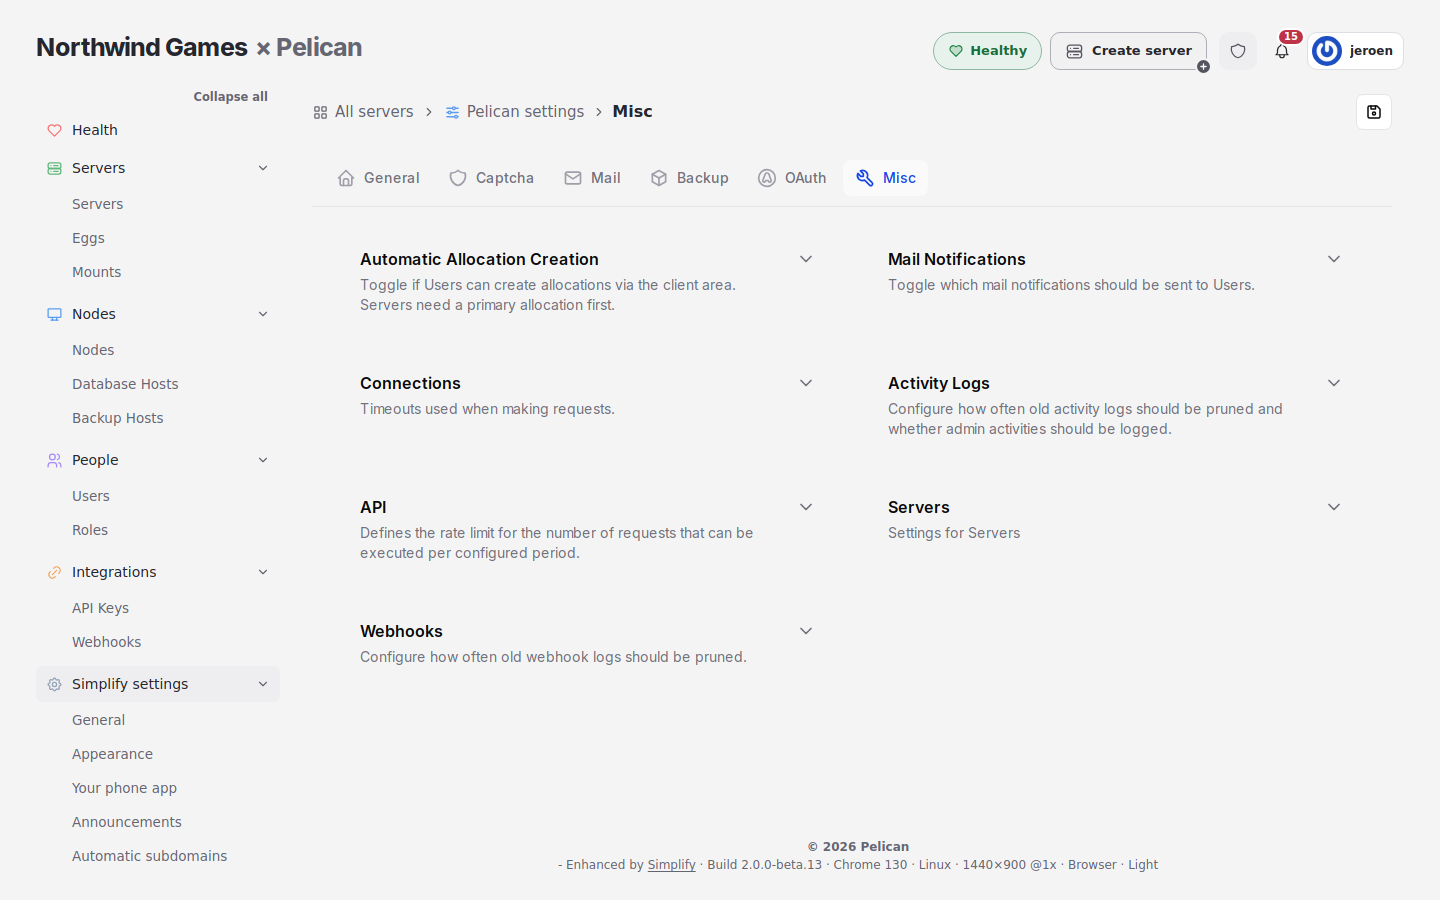 Northwind Games × Pelican
Healthy
Create server
15
jeroen
Collapse all
Health
Servers
Servers
Eggs
Mounts
Nodes
Nodes
Database Hosts
Backup Hosts
People
Users
Roles
Integrations
API Keys
Webhooks
Simplify settings
General
Appearance
Your phone app
Announcements
Automatic subdomains
All servers > Pelican settings > Misc
General
Captcha
Mail
Backup
OAuth
Misc
Automatic Allocation Creation
Toggle if Users can create allocations via the client area.
Servers need a primary allocation first.
Mail Notifications
Toggle which mail notifications should be sent to Users.
Connections
Timeouts used when making requests.
Activity Logs
Configure how often old activity logs should be pruned and
whether admin activities should be logged.
API
Defines the rate limit for the number of requests that can be
executed per configured period.
Servers
Settings for Servers
Webhooks
Configure how often old webhook logs should be pruned.
© 2026 Pelican
- Enhanced by Simplify · Build 2.0.0-beta.13 · Chrome 130 · Linux · 1440×900 @1x · Browser · Light